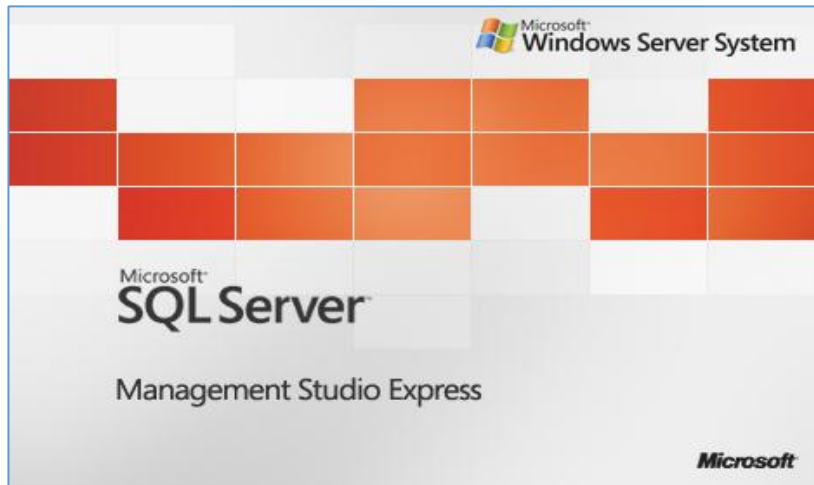 Microsoft
Windows Server System
Microsoft
SQL Server
Management Studio Express
Microsoft